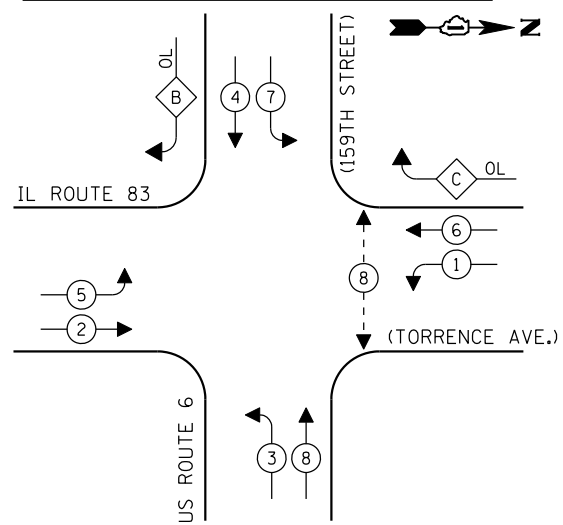 N
(159TH STREET)
OL
B
4
7
C
OL
IL ROUTE 83
6
8
1
5
2
(TORRENCE AVE.)
US ROUTE 6
3
8